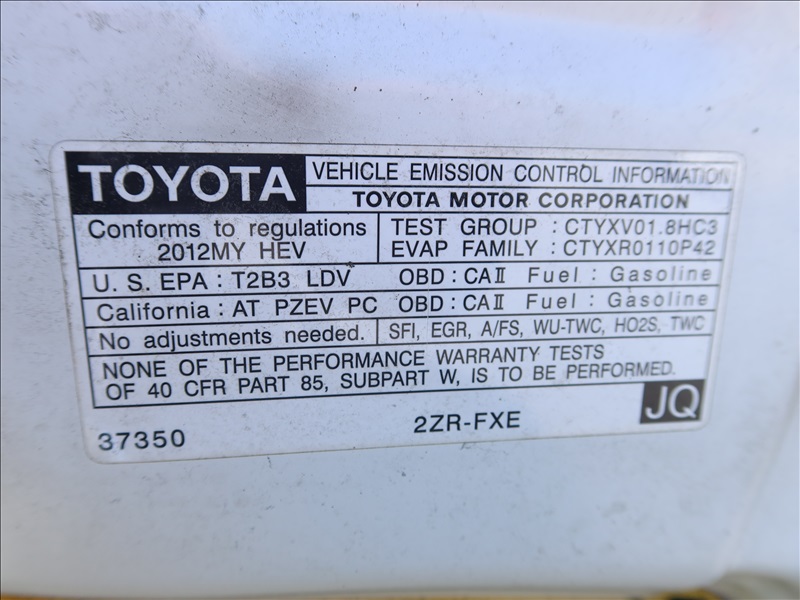 TOYOTA
VEHICLE EMISSION CONTROL INFORMATION
TOYOTA MOTOR CORPORATION
Conforms to regulations
2012MY HEV
TEST GROUP : CTYXV01.8HC3
EVAP FAMILY : CTYXR0110P42
U. S. EPA : T2B3 LDV OBD : CAⅡ Fuel : Gasoline
California : AT PZEV PC OBD : CAⅡ Fuel : Gasoline
No adjustments needed. SFI, EGR, A/FS, WU-TWC, HO2S, TWC
NONE OF THE PERFORMANCE WARRANTY TESTS
OF 40 CFR PART 85, SUBPART W, IS TO BE PERFORMED.
JQ
37350 2ZR-FXE